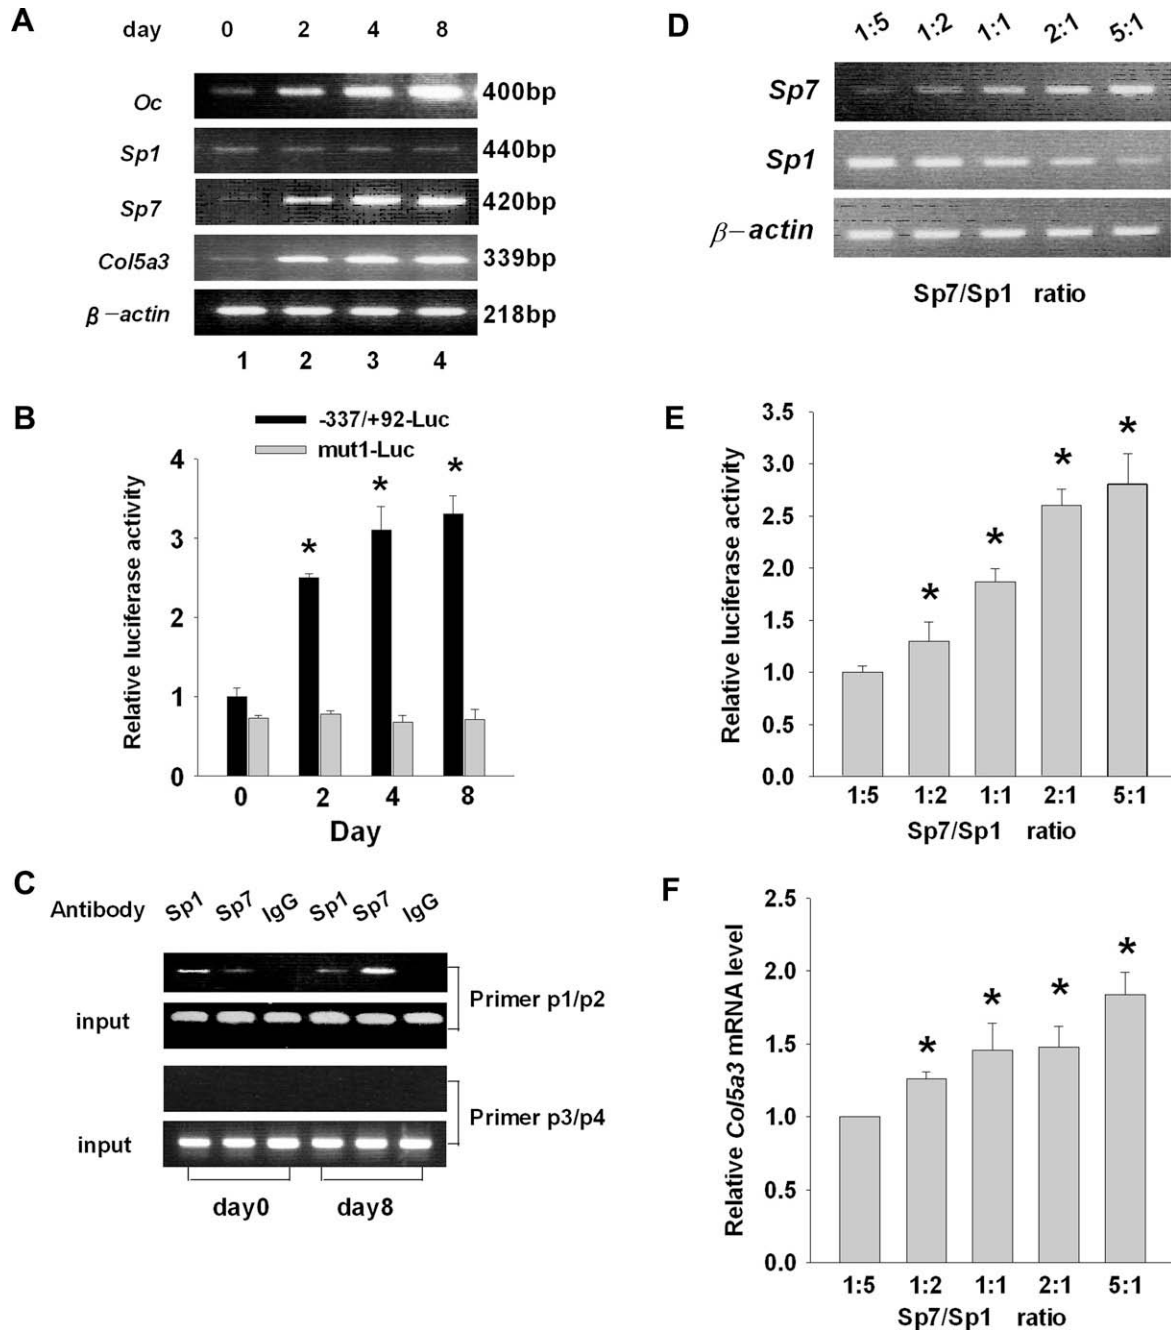 A
day 0 2 4 8
Oc 400bp
Sp1 440bp
Sp7 420bp
Col5a3 339bp
β-actin 218bp
1 2 3 4
B
-337/+92-Luc
mut1-Luc
Relative luciferase activity
4
3
2
1
0
* * *
0 2 4 8
Day
C
Antibody Sp1 Sp7 IgG Sp1 Sp7 IgG
Primer p1/p2
input
Primer p3/p4
input
day0 day8
D
1:5 1:2 1:1 2:1 5:1
Sp7
Sp1
β-actin
Sp7/Sp1 ratio
E
Relative luciferase activity
3.5
3.0
2.5
2.0
1.5
1.0
0.5
0.0
* * * *
1:5 1:2 1:1 2:1 5:1
Sp7/Sp1 ratio
F
Relative Col5a3 mRNA level
2.5
2.0
1.5
1.0
0.5
0.0
* * * *
1:5 1:2 1:1 2:1 5:1
Sp7/Sp1 ratio